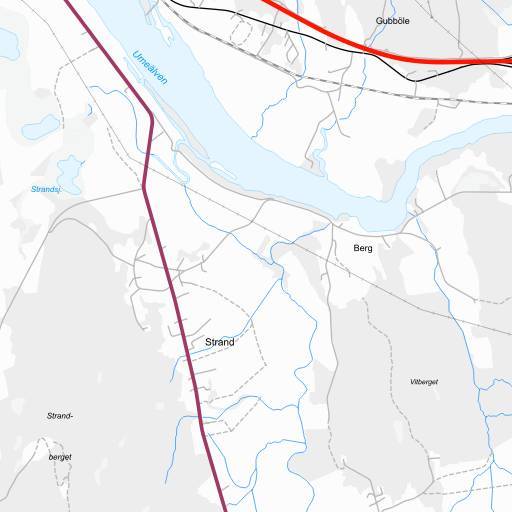 Gubböle
Umeälven
Strandsj.
Berg
Strand
Vitberget
Strand-
berget